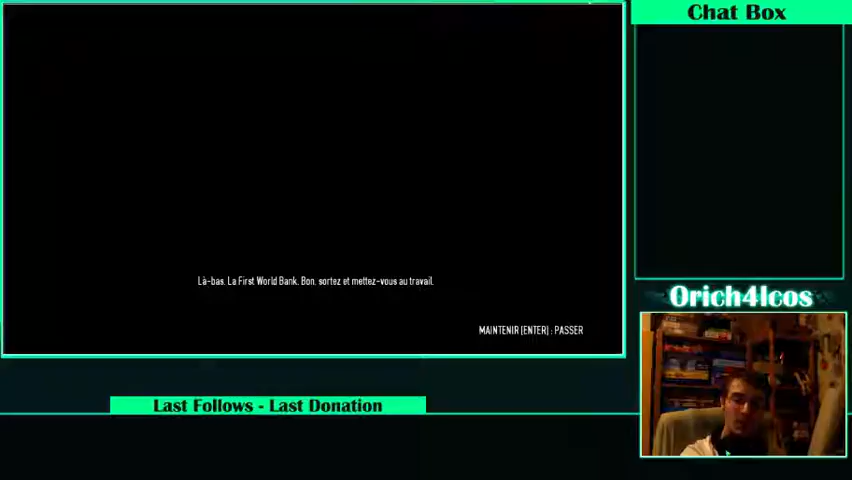 Chat Box
Là-bas. La First World Bank. Bon, sortez et mettez-vous au travail.
Orich4lcos
MAINTENIR [ENTER] : PASSER
Last Follows - Last Donation